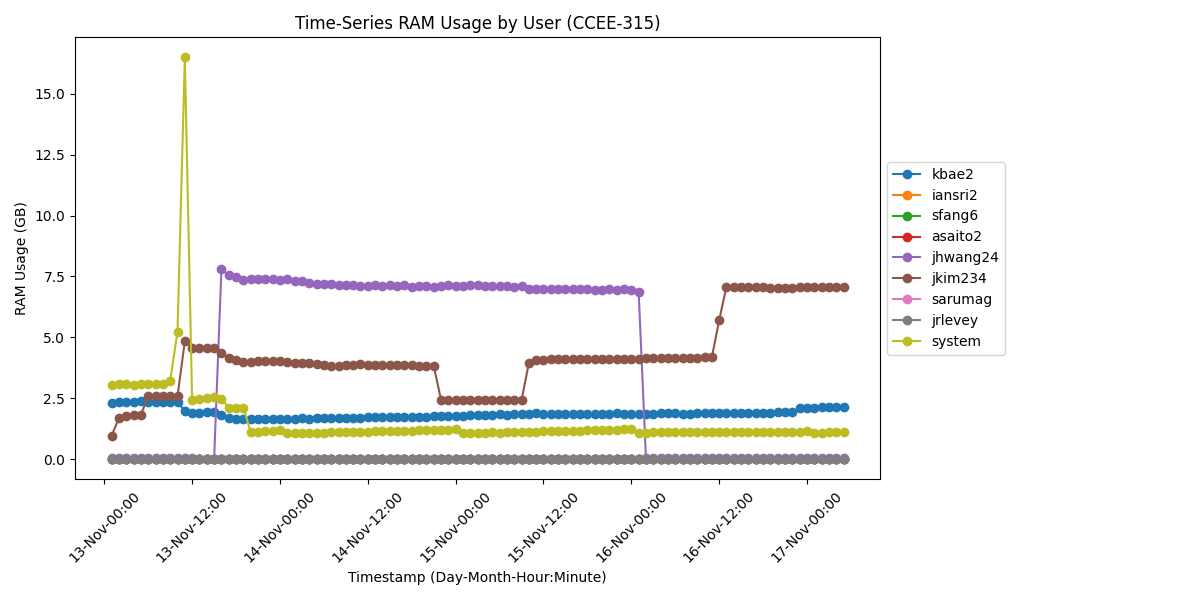 Time-Series RAM Usage by User (CCEE-315)
RAM Usage (GB)
15.0
12.5
10.0
7.5
5.0
2.5
0.0
13-Nov-00:00
13-Nov-12:00
14-Nov-00:00
14-Nov-12:00
15-Nov-00:00
15-Nov-12:00
16-Nov-00:00
16-Nov-12:00
17-Nov-00:00
Timestamp (Day-Month-Hour:Minute)
kbae2
iansri2
sfang6
asaito2
jhwang24
jkim234
sarumag
jrlevey
system